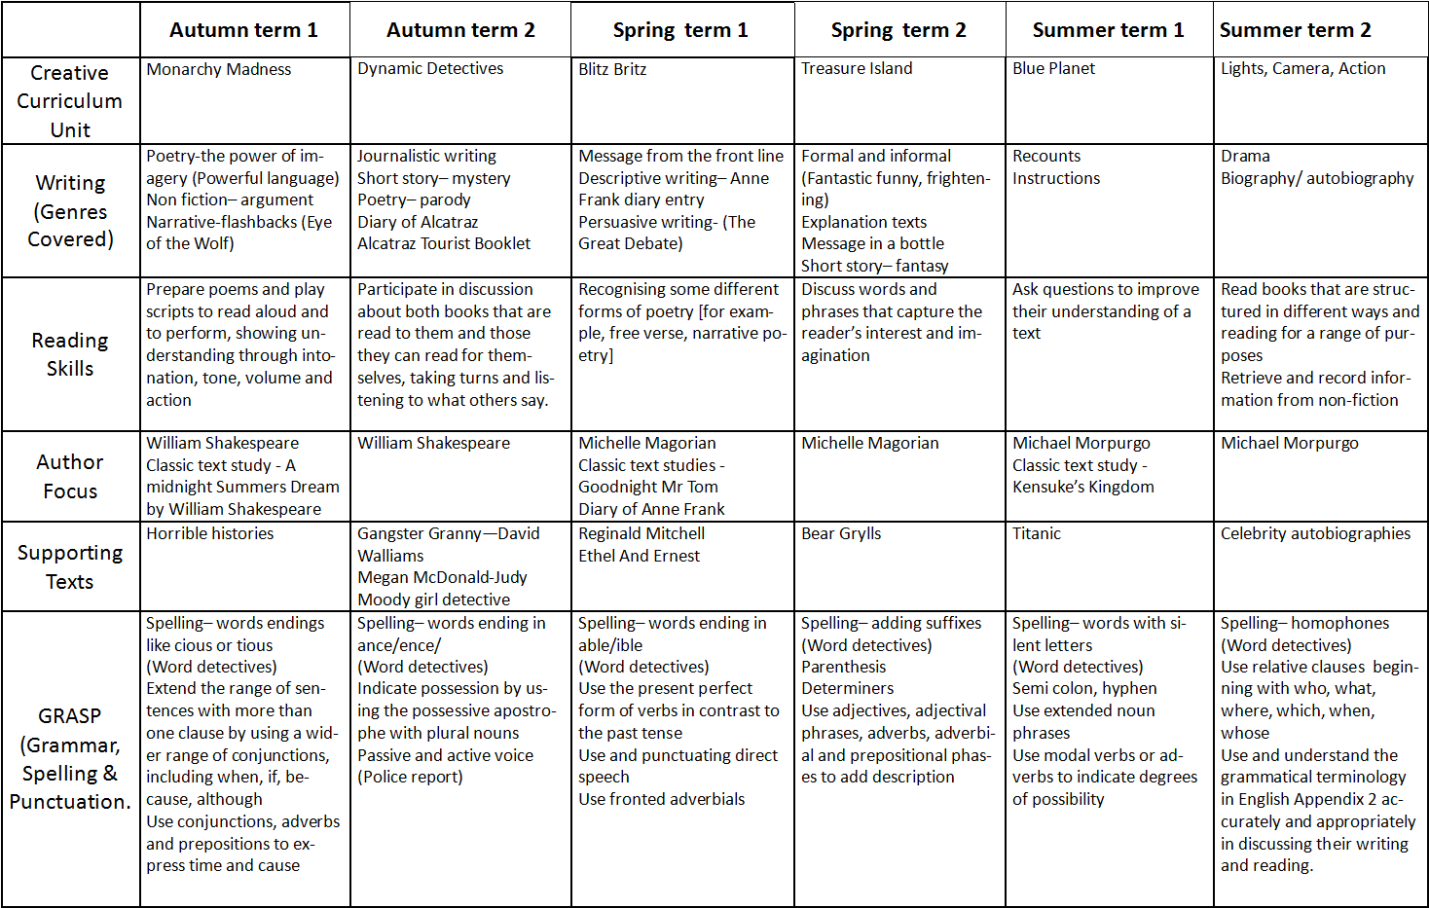 Autumn term 1
Autumn term 2
Spring  term 1
Spring  term 2
Summer term 1
Summer term 2
Creative
Curriculum
Unit
Monarchy Madness
Dynamic Detectives
Blitz Britz
Treasure Island
Blue Planet
Lights, Camera, Action
Writing
(Genres
Covered)
Poetry-the power of im-
agery (Powerful language)
Non fiction– argument
Narrative-flashbacks (Eye
of the Wolf)
Journalistic writing
Short story– mystery
Poetry– parody
Diary of Alcatraz
Alcatraz Tourist Booklet
Message from the front line
Descriptive writing– Anne
Frank diary entry
Persuasive writing- (The
Great Debate)
Formal and informal
(Fantastic funny, frighten-
ing)
Explanation texts
Message in a bottle
Short story– fantasy
Recounts
Instructions
Drama
Biography/ autobiography
Reading
Skills
Prepare poems and play
scripts to read aloud and
to perform, showing un-
derstanding through into-
nation, tone, volume and
action
Participate in discussion
about both books that are
read to them and those
they can read for them-
selves, taking turns and lis-
tening to what others say.
Recognising some different
forms of poetry [for exam-
ple, free verse, narrative po-
etry]
Discuss words and
phrases that capture the
reader’s interest and im-
agination
Ask questions to improve
their understanding of a
text
Read books that are struc-
tured in different ways and
reading for a range of pur-
poses
Retrieve and record infor-
mation from non-fiction
Author
Focus
William Shakespeare
Classic text study - A
midnight Summers Dream
by William Shakespeare
William Shakespeare
Michelle Magorian
Classic text studies -
Goodnight Mr Tom
Diary of Anne Frank
Michelle Magorian
Michael Morpurgo
Classic text study -
Kensuke’s Kingdom
Michael Morpurgo
Supporting
Texts
Horrible histories
Gangster Granny—David
Walliams
Megan McDonald-Judy
Moody girl detective
Reginald Mitchell
Ethel And Ernest
Bear Grylls
Titanic
Celebrity autobiographies
GRASP
(Grammar,
Spelling &
Punctuation.
Spelling– words endings
like cious or tious
(Word detectives)
Extend the range of sen-
tences with more than
one clause by using a wid-
er range of conjunctions,
including when, if, be-
cause, although
Use conjunctions, adverbs
and prepositions to ex-
press time and cause
Spelling– words ending in
ance/ence/
(Word detectives)
Indicate possession by us-
ing the possessive apostro-
phe with plural nouns
Passive and active voice
(Police report)
Spelling– words ending in
able/ible
(Word detectives)
Use the present perfect
form of verbs in contrast to
the past tense
Use and punctuating direct
speech
Use fronted adverbials
Spelling– adding suffixes
(Word detectives)
Parenthesis
Determiners
Use adjectives, adjectival
phrases, adverbs, adverbi-
al and prepositional phas-
es to add description
Spelling– words with si-
lent letters
(Word detectives)
Semi colon, hyphen
Use extended noun
phrases
Use modal verbs or ad-
verbs to indicate degrees
of possibility
Spelling– homophones
(Word detectives)
Use relative clauses  begin-
ning with who, what,
where, which, when,
whose
Use and understand the
grammatical terminology
in English Appendix 2 ac-
curately and appropriately
in discussing their writing
and reading.